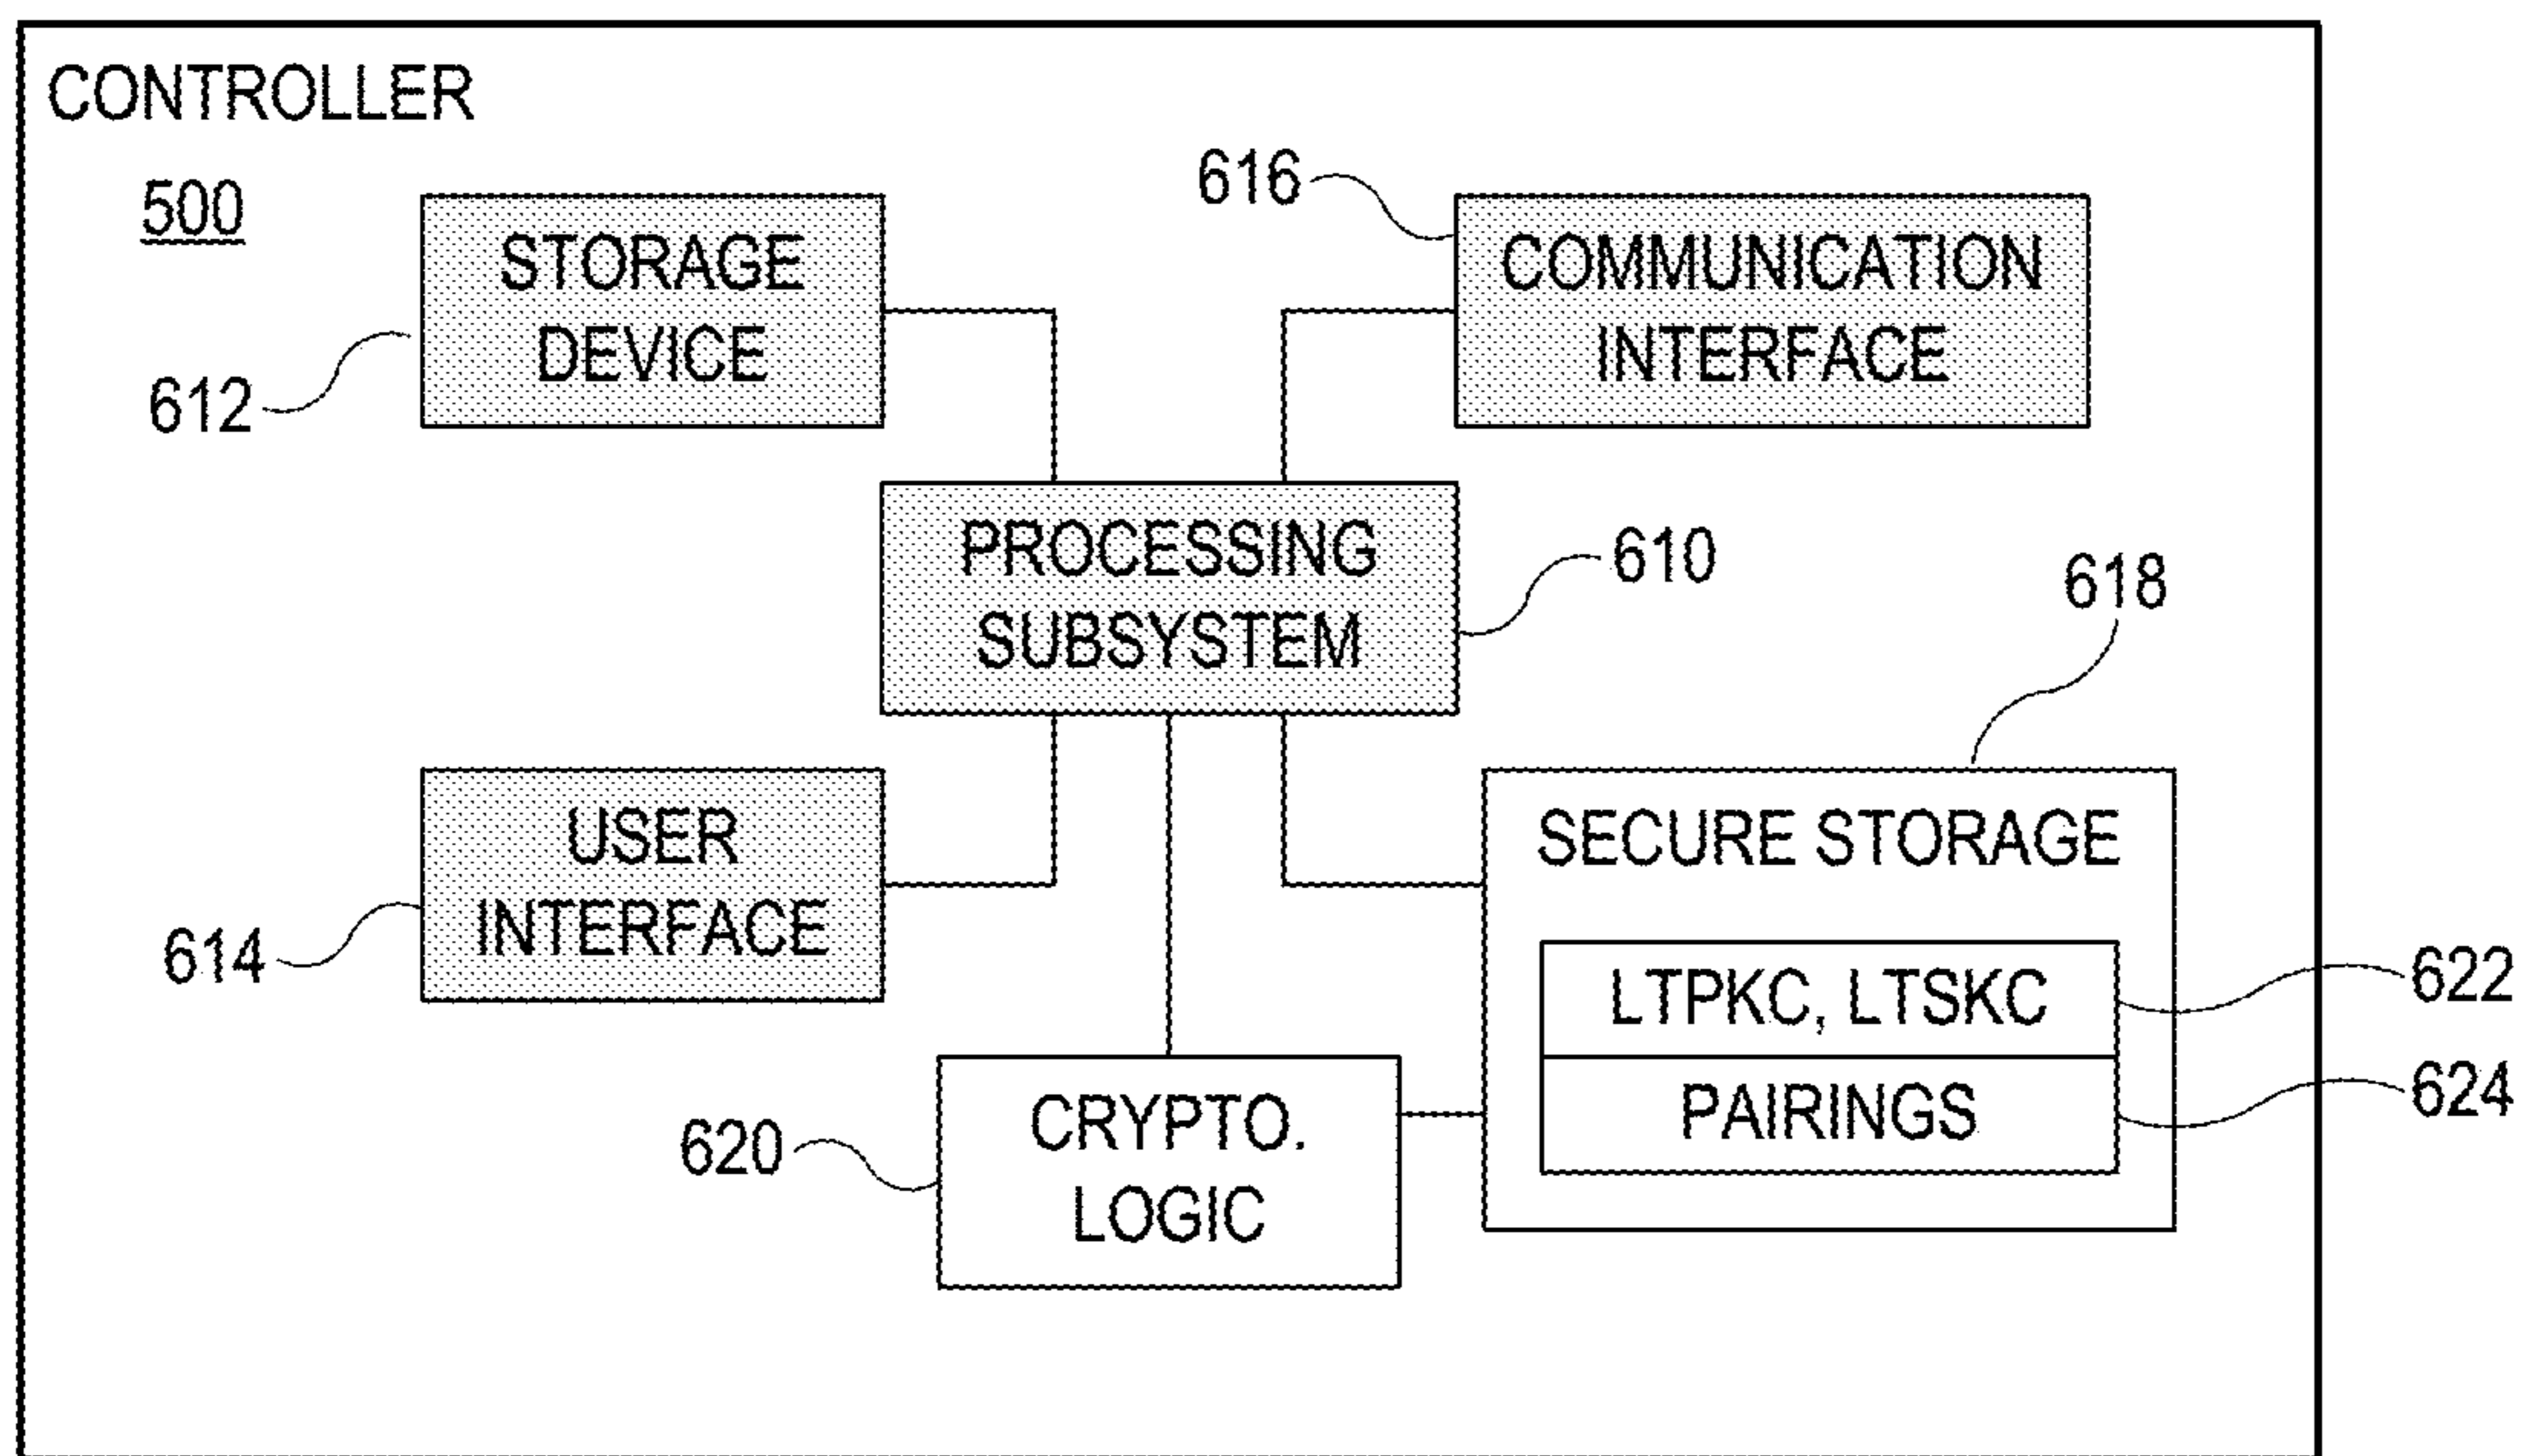 CONTROLLER
500
STORAGE
DEVICE
612
616
COMMUNICATION
INTERFACE
PROCESSING
SUBSYSTEM
610
618
USER
INTERFACE
614
SECURE STORAGE
LTPKC, LTSKC
622
PAIRINGS
624
CRYPTO.
LOGIC
620